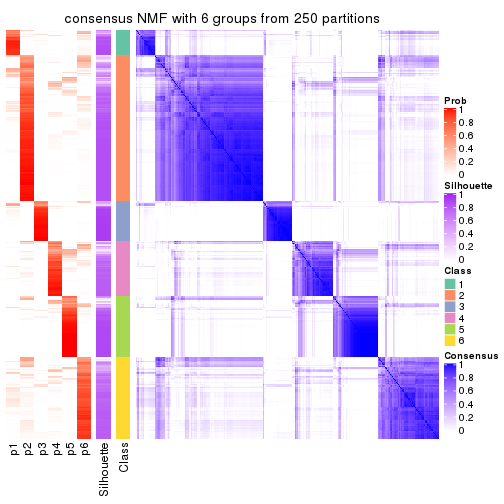 consensus NMF with 6 groups from 250 partitions
Prob
1
0.8
0.6
0.4
0.2
0
Silhouette
1
0.8
0.6
0.4
0.2
0
Class
1
2
3
4
5
6
Consensus
1
0.8
0.6
0.4
0.2
0
p1
p2
p3
p4
p5
p6
Silhouette
Class